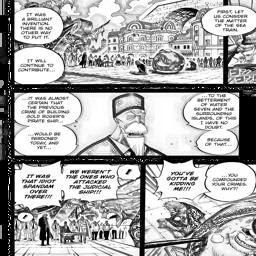 FIRST, LET
US CONSIDER
THE MATTER
OF THE SEA
TRAIN.
IT WAS
A BRILLIANT
INVENTION.
THERE IS NO
OTHER WAY
TO PUT IT.
IT WILL
CONTINUE TO
CONTRIBUTE...
...TO THE
BETTERMENT
OF WATER
SEVEN AND THE
SURROUNDING
ISLANDS. OF THIS
I HAVE NO
DOUBT.
BECAUSE
OF THAT...
IT WAS ALMOST
CERTAIN THAT
THE PREVIOUS
CRIME OF BUILDING
GOLD ROGER'S
PIRATE SHIP...
...WOULD BE
PARDONED
TODAY, AND
YET...
...YOU
COMPOUNDED
YOUR CRIMES.
WHY?!
YOU'VE
GOTTA BE
KIDDING
ME!!!
WE WEREN'T
THE ONES WHO
ATTACKED
THE JUDICIAL
SHIP!!!
IT WAS
THAT IDIOT
SPANDAM
OVER
THERE!!!